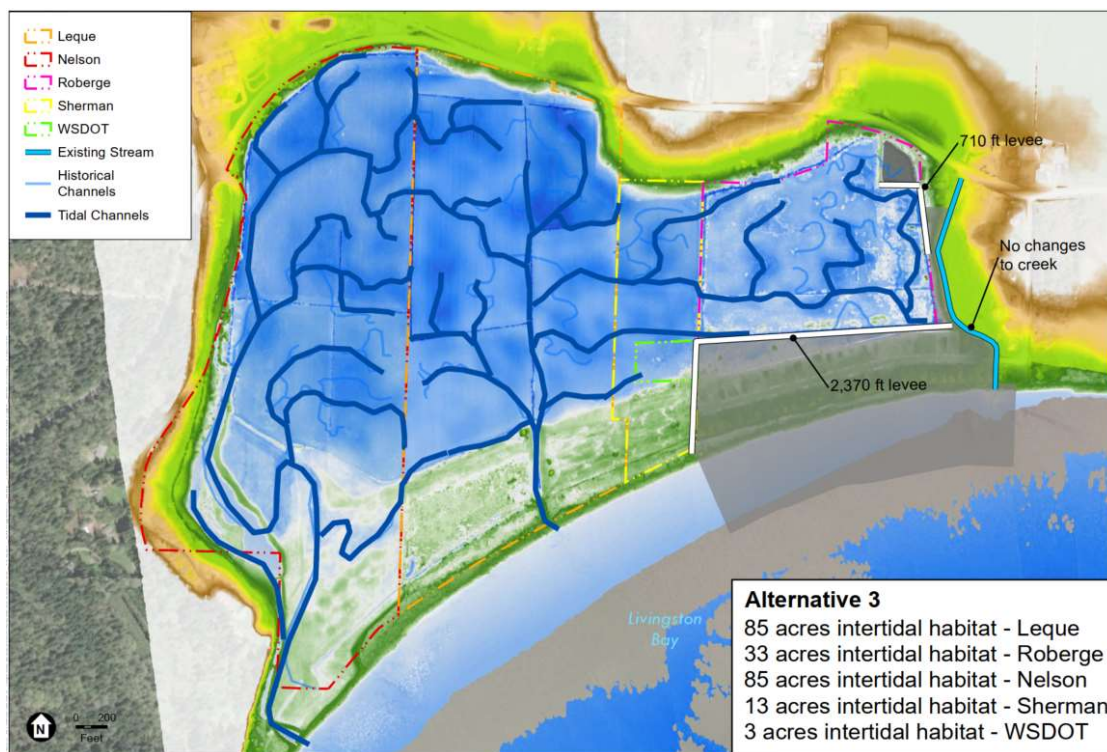 Leque
Nelson
Roberge
Sherman
WSDOT
Existing Stream
Historical
Channels
Tidal Channels
710 ft levee
No changes
to creek
2,370 ft levee
Livingston
Bay
Alternative 3
85 acres intertidal habitat - Leque
33 acres intertidal habitat - Roberge
85 acres intertidal habitat - Nelson
13 acres intertidal habitat - Sherman
3 acres intertidal habitat - WSDOT
N
0 200
Feet